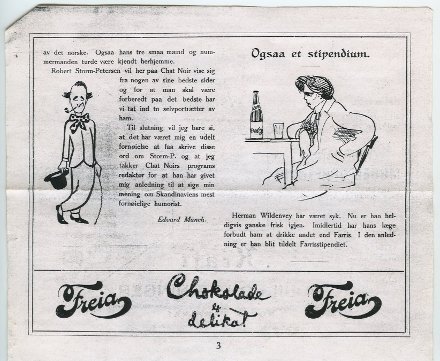 av det norske. Ogsaa hans tre smaa mænd og num-
mermanden turde være kjendt herhjemme.
Robert Storm-Petersen vil her paa Chat Noir vise sig
fra nogen av sine bedste sider
og for at man skal være
forberedt paa det bedste har
vi tat ind to selvportrætter av
ham.
Til slutning vil jeg bare si,
at det har været mig en udelt
fornøielse at faa skrive disse
ord om Storm-P. og at jeg
takker Chat Noirs programs
redaktør for at han har givet
mig anledning til at sige min
mening om Skandinaviens mest
fornøielige humorist.
Edvard Munch.
Ogsaa et stipendium.
Herman Wildenvey har været syk. Nu er han hel-
digvis ganske frisk igjen. Imidlertid har hans læge
forbudt ham at drikke andet end Farris. I den anled-
ning er han blit tildelt Farrisstipendiet.
Freia
Chokolade
er
delikat
Freia
3